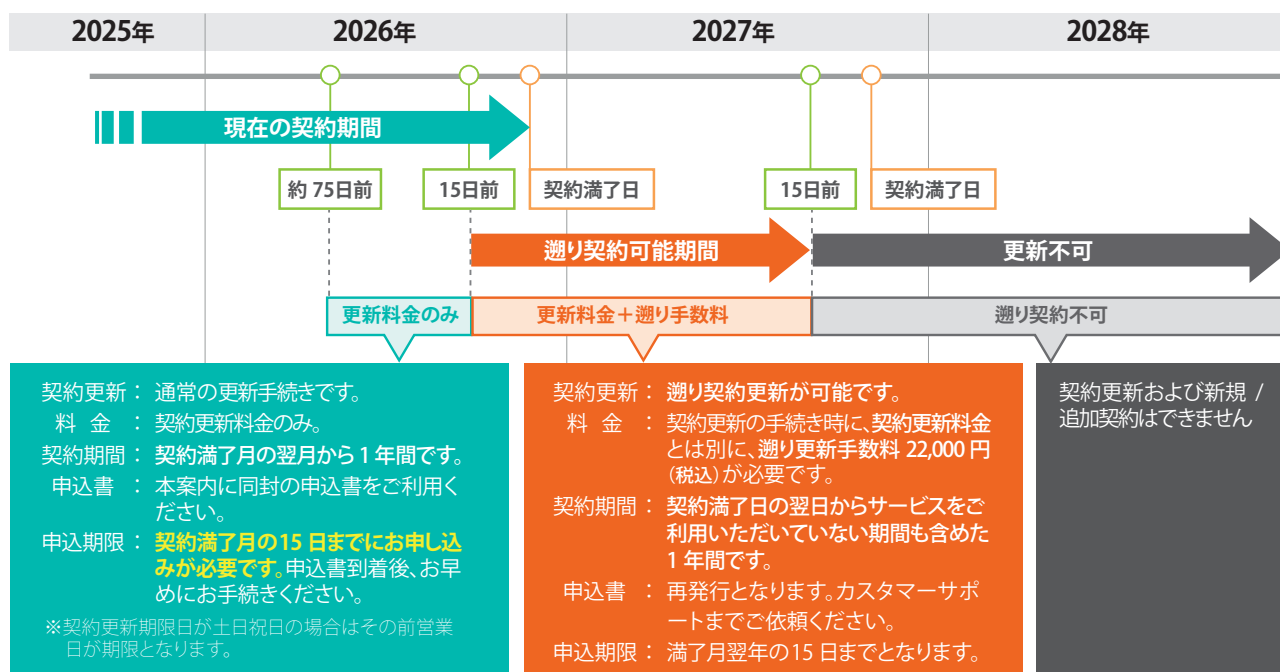 2025年 2026年 2027年 2028年
現在の契約期間
約 75日前 15日前 契約満了日 15日前 契約満了日
遡り契約可能期間 更新不可
更新料金のみ 更新料金＋遡り手数料 遡り契約不可
契約更新： 通常の更新手続きです。
料 金 ： 契約更新料金のみ。
契約期間： 契約満了月の翌月から 1 年間です。
申込書 ： 本案内に同封の申込書をご利用く
ださい。
申込期限： 契約満了月の15 日までにお申し込
みが必要です。申込書到着後、お早
めにお手続きください。
※契約更新期限日が土日祝日の場合はその前営業
日が期限となります。
契約更新： 遡り契約更新が可能です。
料 金 ： 契約更新の手続き時に、契約更新料金
とは別に、遡り更新手数料 22,000 円
（税込）が必要です。
契約期間： 契約満了日の翌日からサービスをご
利用いただいていない期間も含めた
1 年間です。
申込書 ： 再発行となります。カスタマーサポ
ートまでご依頼ください。
申込期限： 満了月翌年の15 日までとなります。
契約更新および新規 /
追加契約はできません